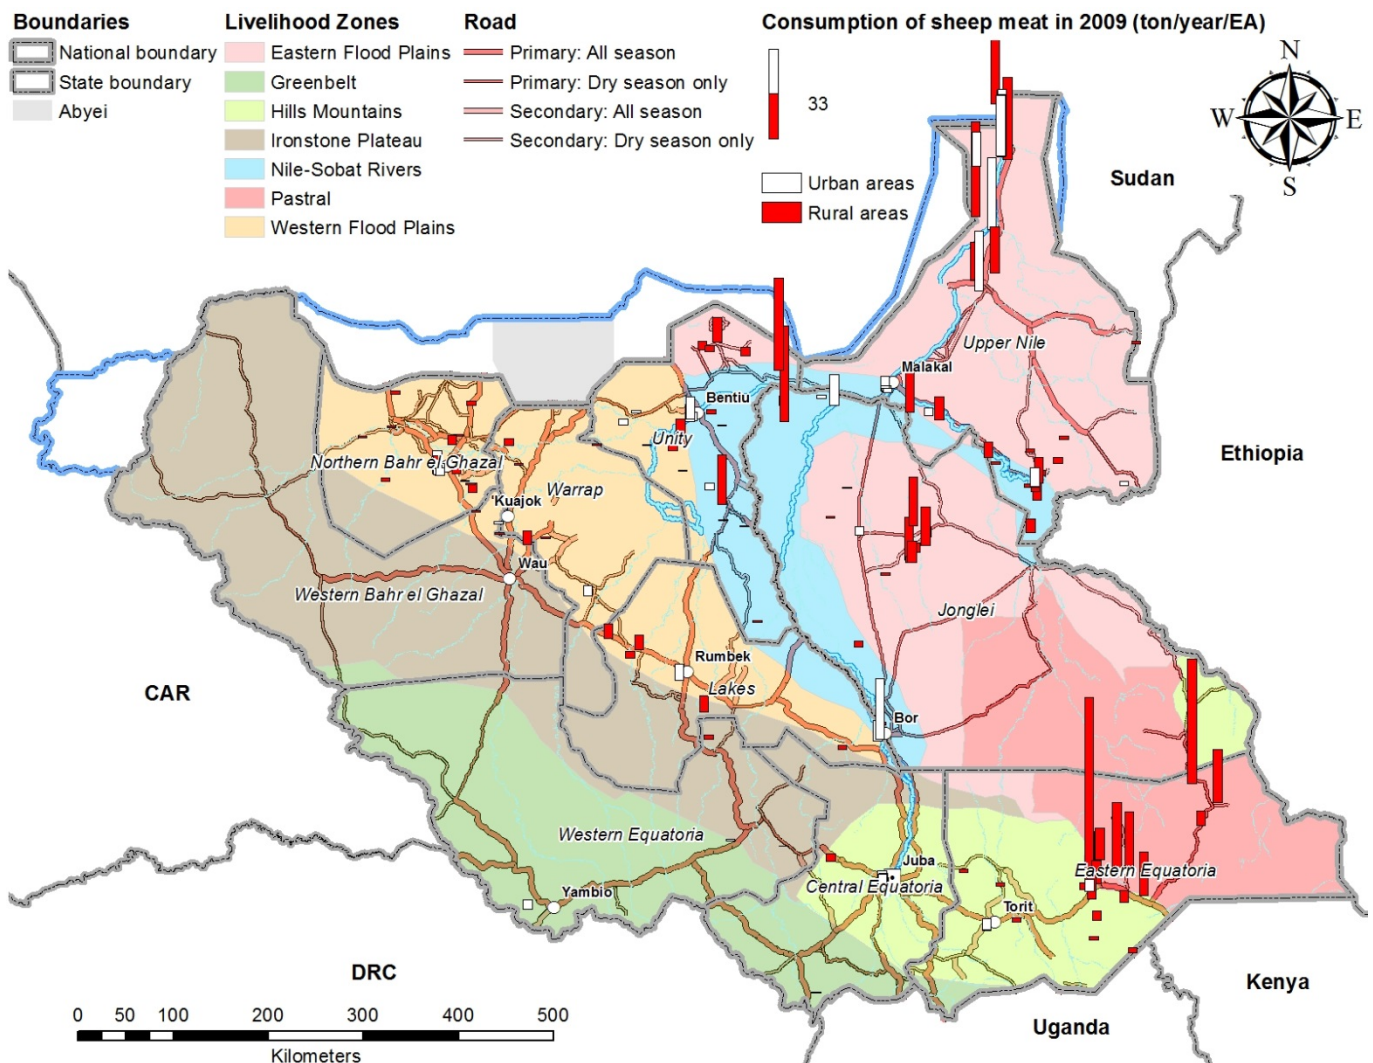 Boundaries
National boundary
State boundary
Abyei
Livelihood Zones
Eastern Flood Plains
Greenbelt
Hills Mountains
Ironstone Plateau
Nile-Sobat Rivers
Pastral
Western Flood Plains
Road
Primary: All season
Primary: Dry season only
Secondary: All season
Secondary: Dry season only
Consumption of sheep meat in 2009 (ton/year/EA)
33
Urban areas
Rural areas
N
W E
S
Sudan
Upper Nile
Malakal
Bentiu
Unity
Ethiopia
Northern Bahr el Ghazal
Warrap
Kuajok
Wau
Western Bahr el Ghazal
Jonglei
Rumbek
Lakes
CAR
Bor
Western Equatoria
Juba
Central Equatoria
Eastern Equatoria
Yambio
Torit
DRC
Kenya
Uganda
0 50 100 200 300 400 500
Kilometers